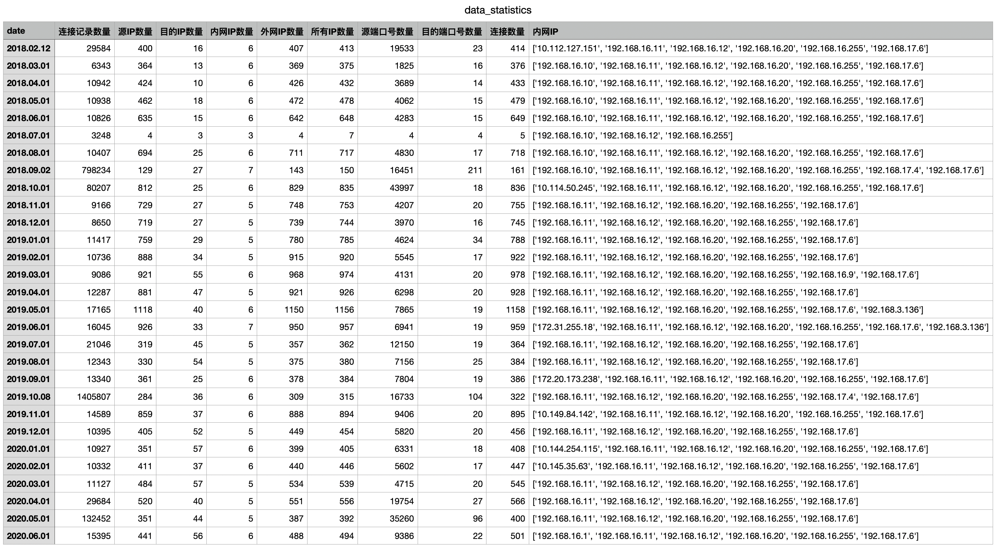 data_statistics
date 连接记录数量 源IP数量 目的IP数量 内网IP数量 外网IP数量 所有IP数量 源端口号数量 目的端口号数量 连接数量 内网IP
2018.02.12 29584 400 16 6 407 413 19533 23 414 ['10.112.127.151', '192.168.16.11', '192.168.16.12', '192.168.16.20', '192.168.16.255', '192.168.17.6']
2018.03.01 6343 364 13 6 369 375 1825 16 376 ['192.168.16.10', '192.168.16.11', '192.168.16.12', '192.168.16.20', '192.168.16.255', '192.168.17.6']
2018.04.01 10942 424 10 6 426 432 3689 14 433 ['192.168.16.10', '192.168.16.11', '192.168.16.12', '192.168.16.20', '192.168.16.255', '192.168.17.6']
2018.05.01 10938 462 18 6 472 478 4062 15 479 ['192.168.16.10', '192.168.16.11', '192.168.16.12', '192.168.16.20', '192.168.16.255', '192.168.17.6']
2018.06.01 10826 635 15 6 642 648 4283 15 649 ['192.168.16.10', '192.168.16.11', '192.168.16.12', '192.168.16.20', '192.168.16.255', '192.168.17.6']
2018.07.01 3248 4 3 3 4 7 4 4 5 ['192.168.16.10', '192.168.16.12', '192.168.16.255']
2018.08.01 10407 694 25 6 711 717 4830 17 718 ['192.168.16.10', '192.168.16.11', '192.168.16.12', '192.168.16.20', '192.168.16.255', '192.168.17.6']
2018.09.02 798234 129 27 7 143 150 16451 211 161 ['192.168.16.10', '192.168.16.11', '192.168.16.12', '192.168.16.20', '192.168.16.255', '192.168.17.4', '192.168.17.6']
2018.10.01 80207 812 25 6 829 835 43997 18 836 ['10.114.50.245', '192.168.16.11', '192.168.16.12', '192.168.16.20', '192.168.16.255', '192.168.17.6']
2018.11.01 9166 729 27 5 748 753 4207 20 755 ['192.168.16.11', '192.168.16.12', '192.168.16.20', '192.168.16.255', '192.168.17.6']
2018.12.01 8650 719 27 5 739 744 3970 16 745 ['192.168.16.11', '192.168.16.12', '192.168.16.20', '192.168.16.255', '192.168.17.6']
2019.01.01 11417 759 29 5 780 785 4624 34 788 ['192.168.16.11', '192.168.16.12', '192.168.16.20', '192.168.16.255', '192.168.17.6']
2019.02.01 10736 888 34 5 915 920 5545 17 922 ['192.168.16.11', '192.168.16.12', '192.168.16.20', '192.168.16.255', '192.168.17.6']
2019.03.01 9086 921 55 6 968 974 4131 20 978 ['192.168.16.11', '192.168.16.12', '192.168.16.20', '192.168.16.255', '192.168.16.9', '192.168.17.6']
2019.04.01 12287 881 47 5 921 926 6298 20 928 ['192.168.16.11', '192.168.16.12', '192.168.16.20', '192.168.16.255', '192.168.17.6']
2019.05.01 17165 1118 40 6 1150 1156 7865 19 1158 ['192.168.16.11', '192.168.16.12', '192.168.16.20', '192.168.16.255', '192.168.17.6', '192.168.3.136']
2019.06.01 16045 926 33 7 950 957 6941 19 959 ['172.31.255.18', '192.168.16.11', '192.168.16.12', '192.168.16.20', '192.168.16.255', '192.168.17.6', '192.168.3.136']
2019.07.01 21046 319 45 5 357 362 12150 19 364 ['192.168.16.11', '192.168.16.12', '192.168.16.20', '192.168.16.255', '192.168.17.6']
2019.08.01 12343 330 54 5 375 380 7156 25 384 ['192.168.16.11', '192.168.16.12', '192.168.16.20', '192.168.16.255', '192.168.17.6']
2019.09.01 13340 361 25 6 378 384 7804 19 386 ['172.20.173.238', '192.168.16.11', '192.168.16.12', '192.168.16.20', '192.168.16.255', '192.168.17.6']
2019.10.08 1405807 284 36 6 309 315 16733 104 322 ['192.168.16.11', '192.168.16.12', '192.168.16.20', '192.168.16.255', '192.168.17.4', '192.168.17.6']
2019.11.01 14589 859 37 6 888 894 9406 20 895 ['10.149.84.142', '192.168.16.11', '192.168.16.12', '192.168.16.20', '192.168.16.255', '192.168.17.6']
2019.12.01 10395 405 52 5 449 454 5820 20 456 ['192.168.16.11', '192.168.16.12', '192.168.16.20', '192.168.16.255', '192.168.17.6']
2020.01.01 10927 351 57 6 399 405 6331 18 408 ['10.144.254.115', '192.168.16.11', '192.168.16.12', '192.168.16.20', '192.168.16.255', '192.168.17.6']
2020.02.01 10332 411 37 6 440 446 5602 17 447 ['10.145.35.63', '192.168.16.11', '192.168.16.12', '192.168.16.20', '192.168.16.255', '192.168.17.6']
2020.03.01 11127 484 57 5 534 539 4715 20 545 ['192.168.16.11', '192.168.16.12', '192.168.16.20', '192.168.16.255', '192.168.17.6']
2020.04.01 29684 520 40 5 551 556 19754 27 566 ['192.168.16.11', '192.168.16.12', '192.168.16.20', '192.168.16.255', '192.168.17.6']
2020.05.01 132452 351 44 5 387 392 35260 96 400 ['192.168.16.11', '192.168.16.12', '192.168.16.20', '192.168.16.255', '192.168.17.6']
2020.06.01 15395 441 56 6 488 494 9386 22 501 ['192.168.16.1', '192.168.16.11', '192.168.16.12', '192.168.16.20', '192.168.16.255', '192.168.17.6']